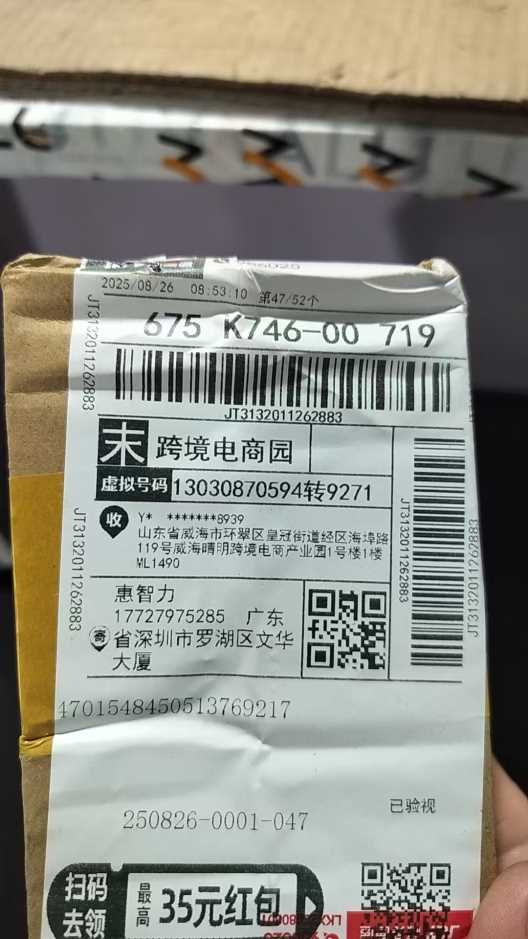 2025/08/26 08:53:10 第47/52个
675 K746-00 719
JT3132011262883
JT3132011262883
末 跨境电商园
虚拟号码 13030870594转9271
收 Y* *******8939
山东省威海市环翠区皇冠街道经区海埠路
119号威海晴明跨境电商产业园1号楼1楼
ML1490
JT3132011262883
JT3132011262883
JT3132011262883
寄 惠智力
17727975285 广东
省深圳市罗湖区文华
大厦
4701548450513769217
250826-0001-047
已验视
扫码
去领
最高 35元红包